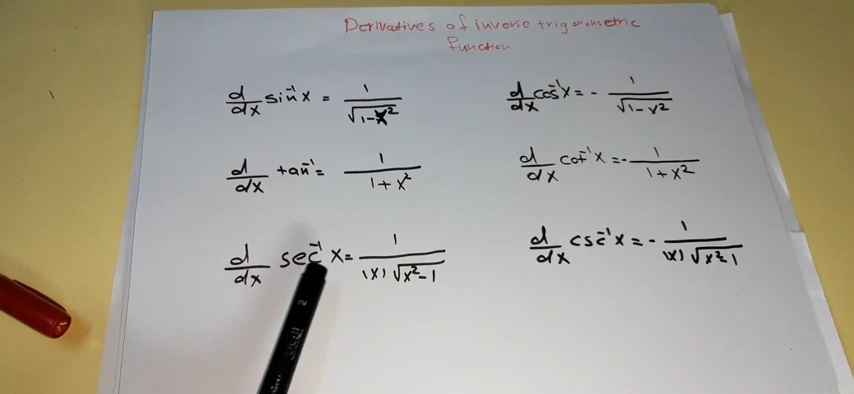 Derivatives of inverse trigonometric
function
d/dx sin⁻¹x = 1/√(1-x²)
d/dx cos⁻¹x = - 1/√(1-x²)
d/dx tan⁻¹ = 1/(1+x²)
d/dx cot⁻¹x = - 1/(1+x²)
d/dx sec⁻¹x = 1/(|x|√(x²-1))
d/dx csc⁻¹x = - 1/(|x|√(x²-1))